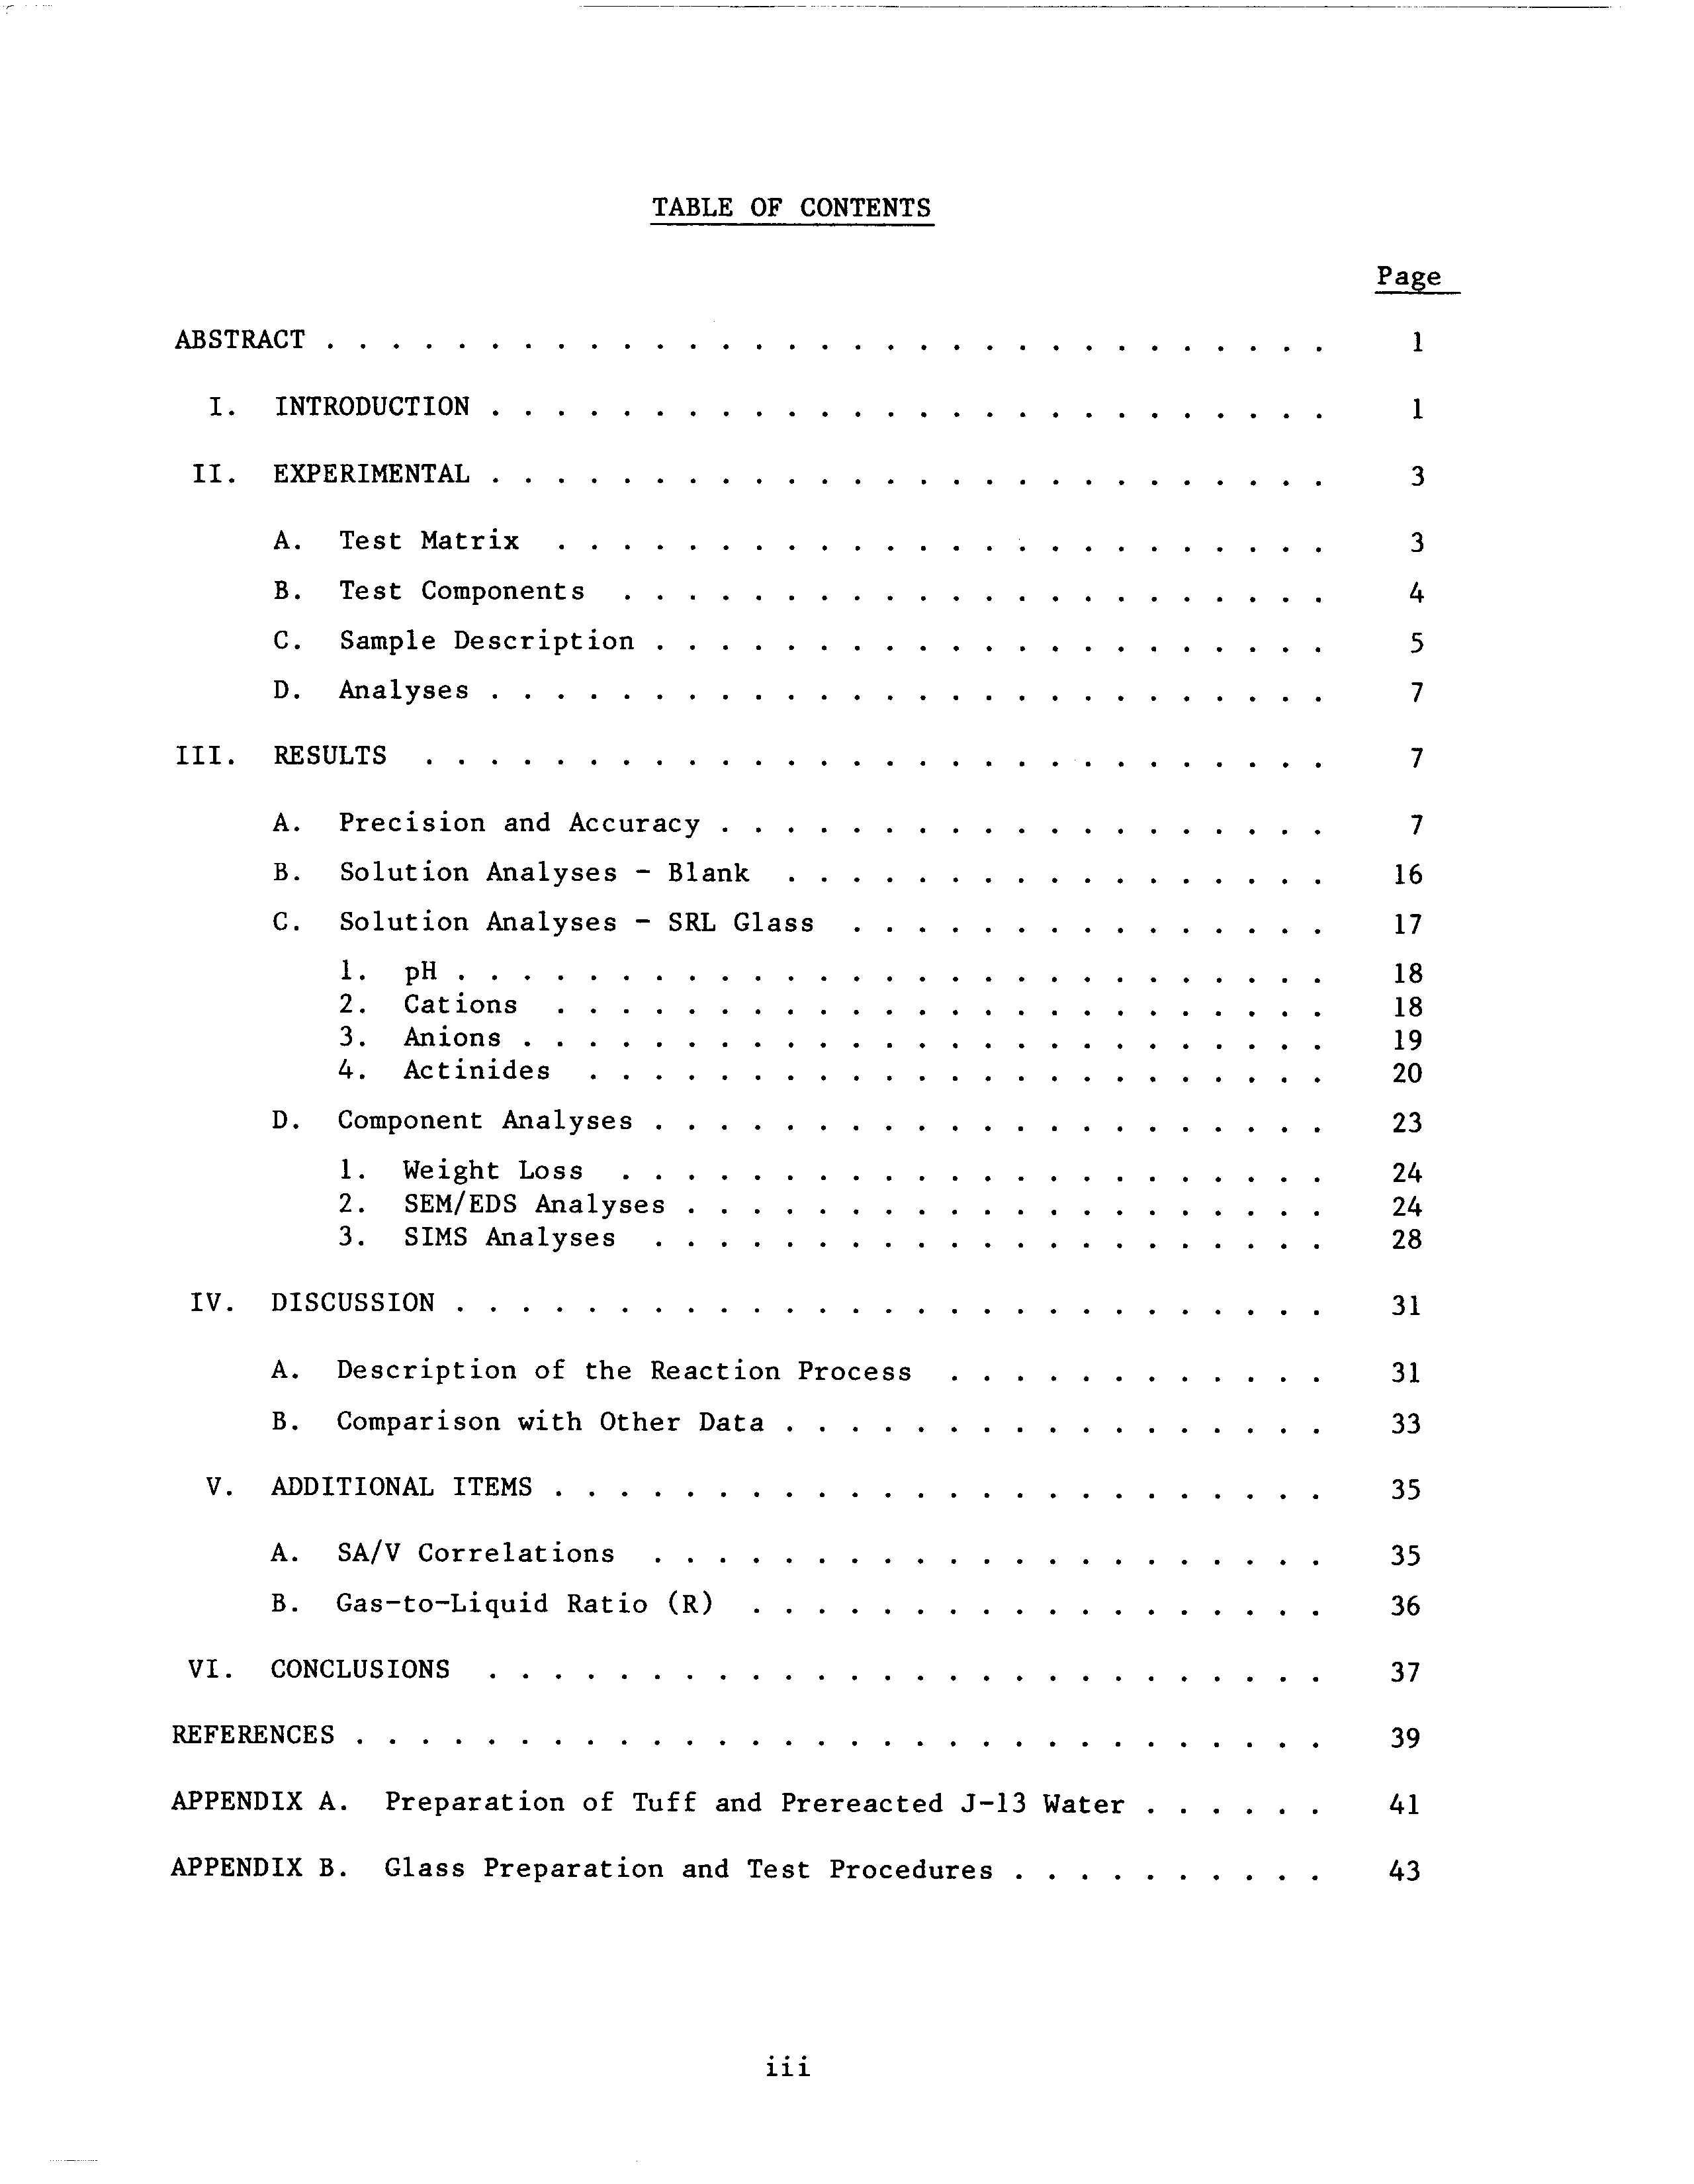 TABLE OF CONTENTS
Page
ABSTRACT . . . . . . . . . . . . . . . . . . . . . . . . . . . . . . . 1
I. INTRODUCTION . . . . . . . . . . . . . . . . . . . . . . . . . . 1
II. EXPERIMENTAL . . . . . . . . . . . . . . . . . . . . . . . . . . 3
A. Test Matrix . . . . . . . . . . . . . . . . . . . . . . . . 3
B. Test Components . . . . . . . . . . . . . . . . . . . . . . 4
C. Sample Description . . . . . . . . . . . . . . . . . . . . . 5
D. Analyses . . . . . . . . . . . . . . . . . . . . . . . . . . 7
III. RESULTS . . . . . . . . . . . . . . . . . . . . . . . . . . . . 7
A. Precision and Accuracy . . . . . . . . . . . . . . . . . . . 7
B. Solution Analyses - Blank . . . . . . . . . . . . . . . . . 16
C. Solution Analyses - SRL Glass . . . . . . . . . . . . . . . 17
1. pH . . . . . . . . . . . . . . . . . . . . . . . . . . . 18
2. Cations . . . . . . . . . . . . . . . . . . . . . . . . 18
3. Anions . . . . . . . . . . . . . . . . . . . . . . . . . 19
4. Actinides . . . . . . . . . . . . . . . . . . . . . . . 20
D. Component Analyses . . . . . . . . . . . . . . . . . . . . . 23
1. Weight Loss . . . . . . . . . . . . . . . . . . . . . . 24
2. SEM/EDS Analyses . . . . . . . . . . . . . . . . . . . . 24
3. SIMS Analyses . . . . . . . . . . . . . . . . . . . . . 28
IV. DISCUSSION . . . . . . . . . . . . . . . . . . . . . . . . . . . 31
A. Description of the Reaction Process . . . . . . . . . . . . 31
B. Comparison with Other Data . . . . . . . . . . . . . . . . . 33
V. ADDITIONAL ITEMS . . . . . . . . . . . . . . . . . . . . . . . . 35
A. SA/V Correlations . . . . . . . . . . . . . . . . . . . . . 35
B. Gas-to-Liquid Ratio (R) . . . . . . . . . . . . . . . . . . 36
VI. CONCLUSIONS . . . . . . . . . . . . . . . . . . . . . . . . . . 37
REFERENCES . . . . . . . . . . . . . . . . . . . . . . . . . . . . . . 39
APPENDIX A. Preparation of Tuff and Prereacted J-13 Water . . . . . . 41
APPENDIX B. Glass Preparation and Test Procedures . . . . . . . . . . 43
iii